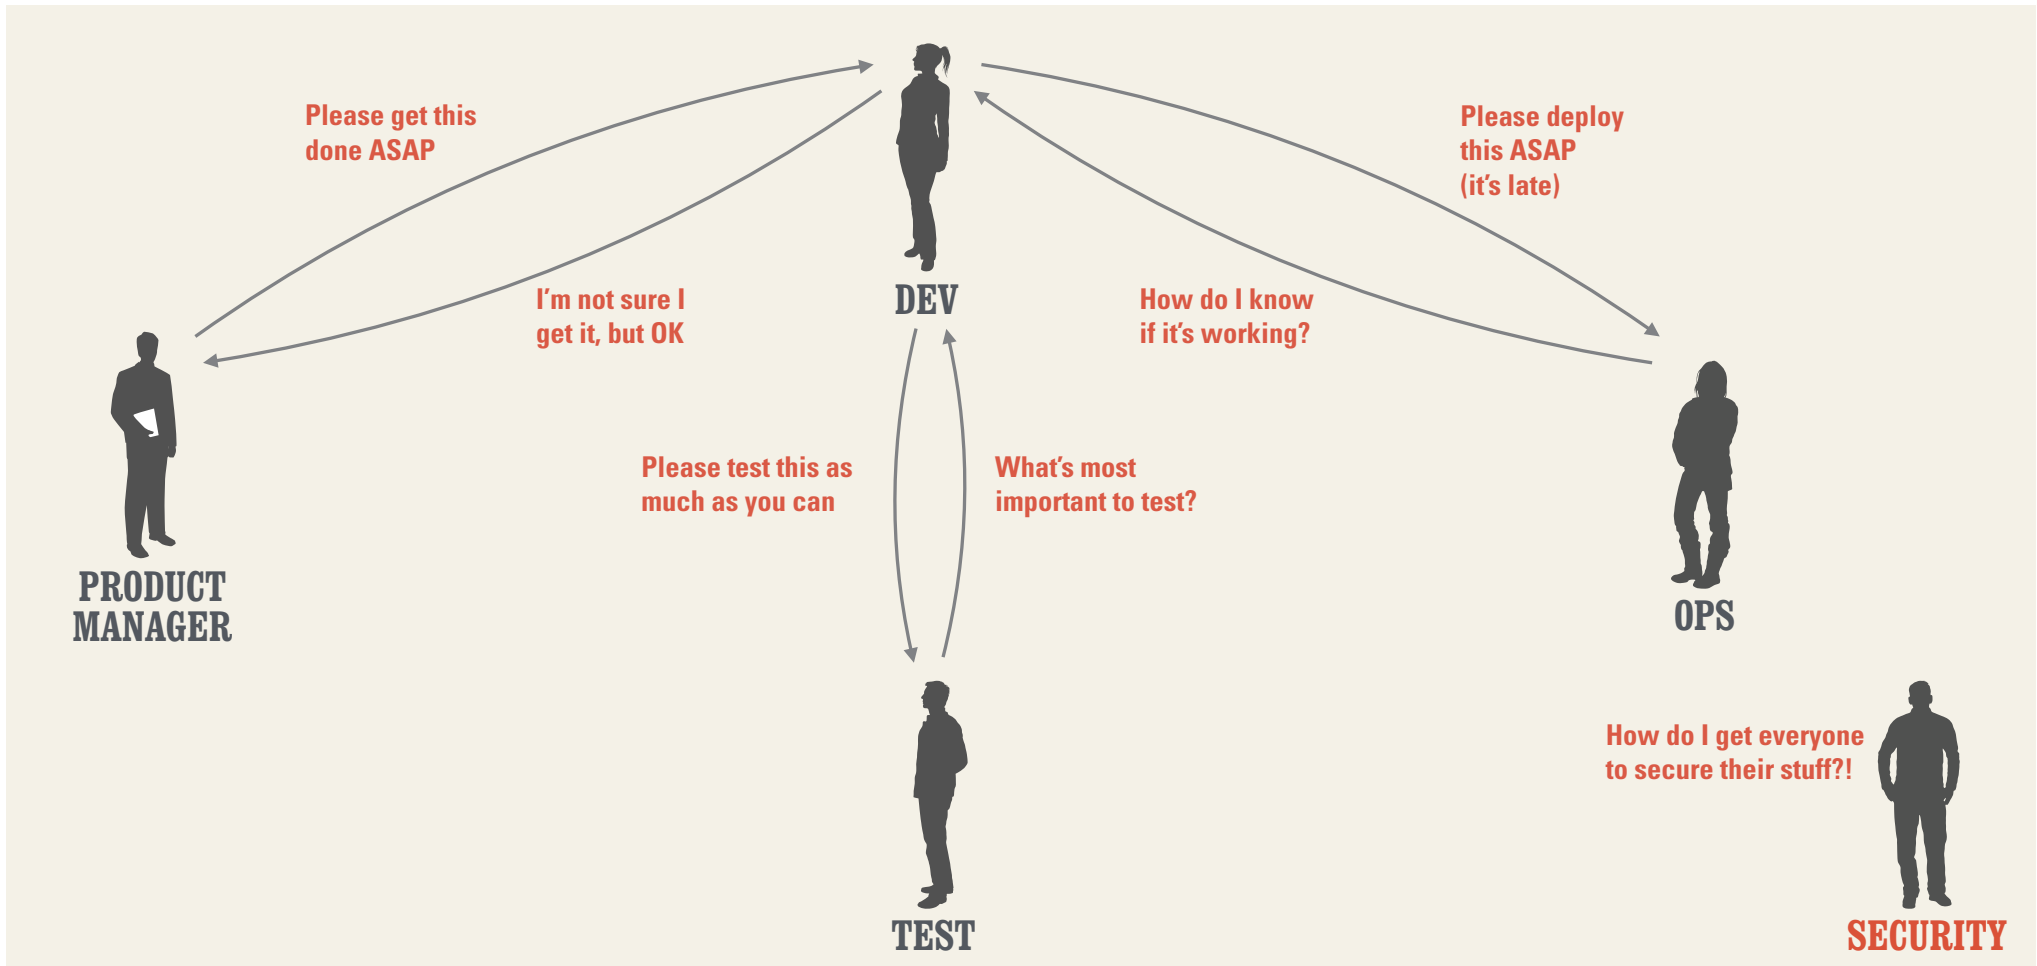 Please get this
done ASAP
Please deploy
this ASAP
(it's late)
I'm not sure I
get it, but OK
DEV
How do I know
if it's working?
Please test this as
much as you can
What's most
important to test?
PRODUCT
MANAGER
OPS
How do I get everyone
to secure their stuff?!
TEST
SECURITY